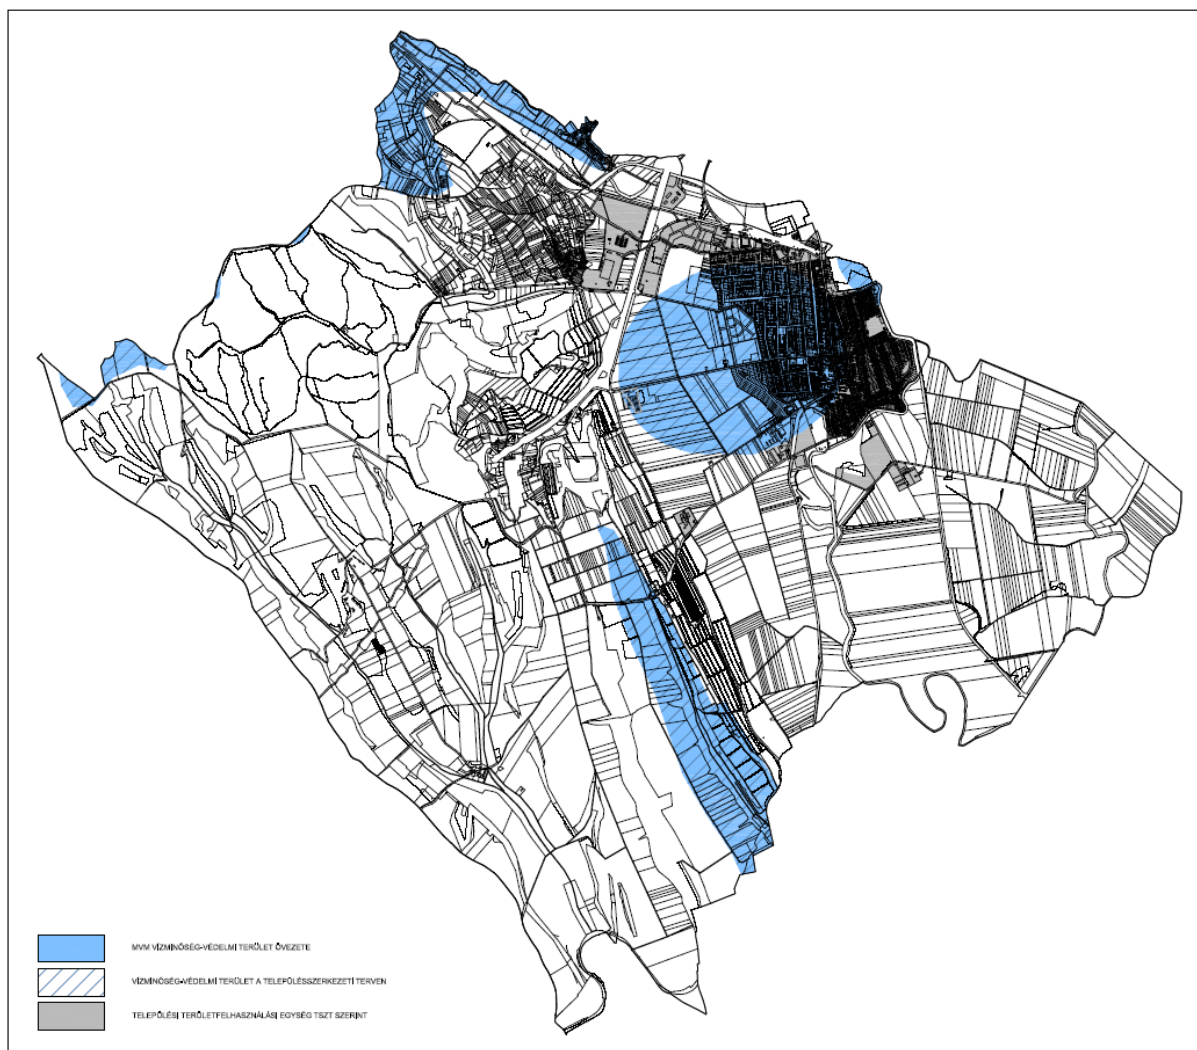 MVM VÍZMINŐSÉG-VÉDELMI TERÜLET ÖVEZETE
VÍZMINŐSÉG-VÉDELMI TERÜLET A TELEPÜLÉSSZERKEZETI TERVEN
TELEPÜLÉSI TERÜLETFELHASZNÁLÁSI EGYSÉG TSZT SZERINT